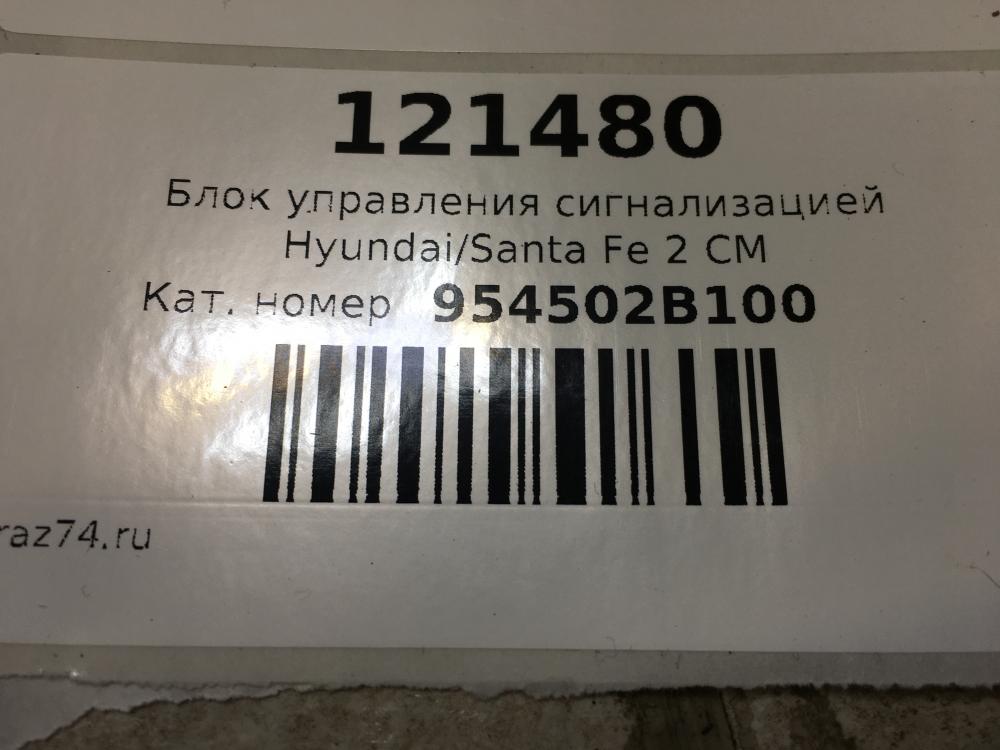 121480
Блок управления сигнализацией
Hyundai/Santa Fe 2 CM
Кат. номер 954502B100
raz74.ru